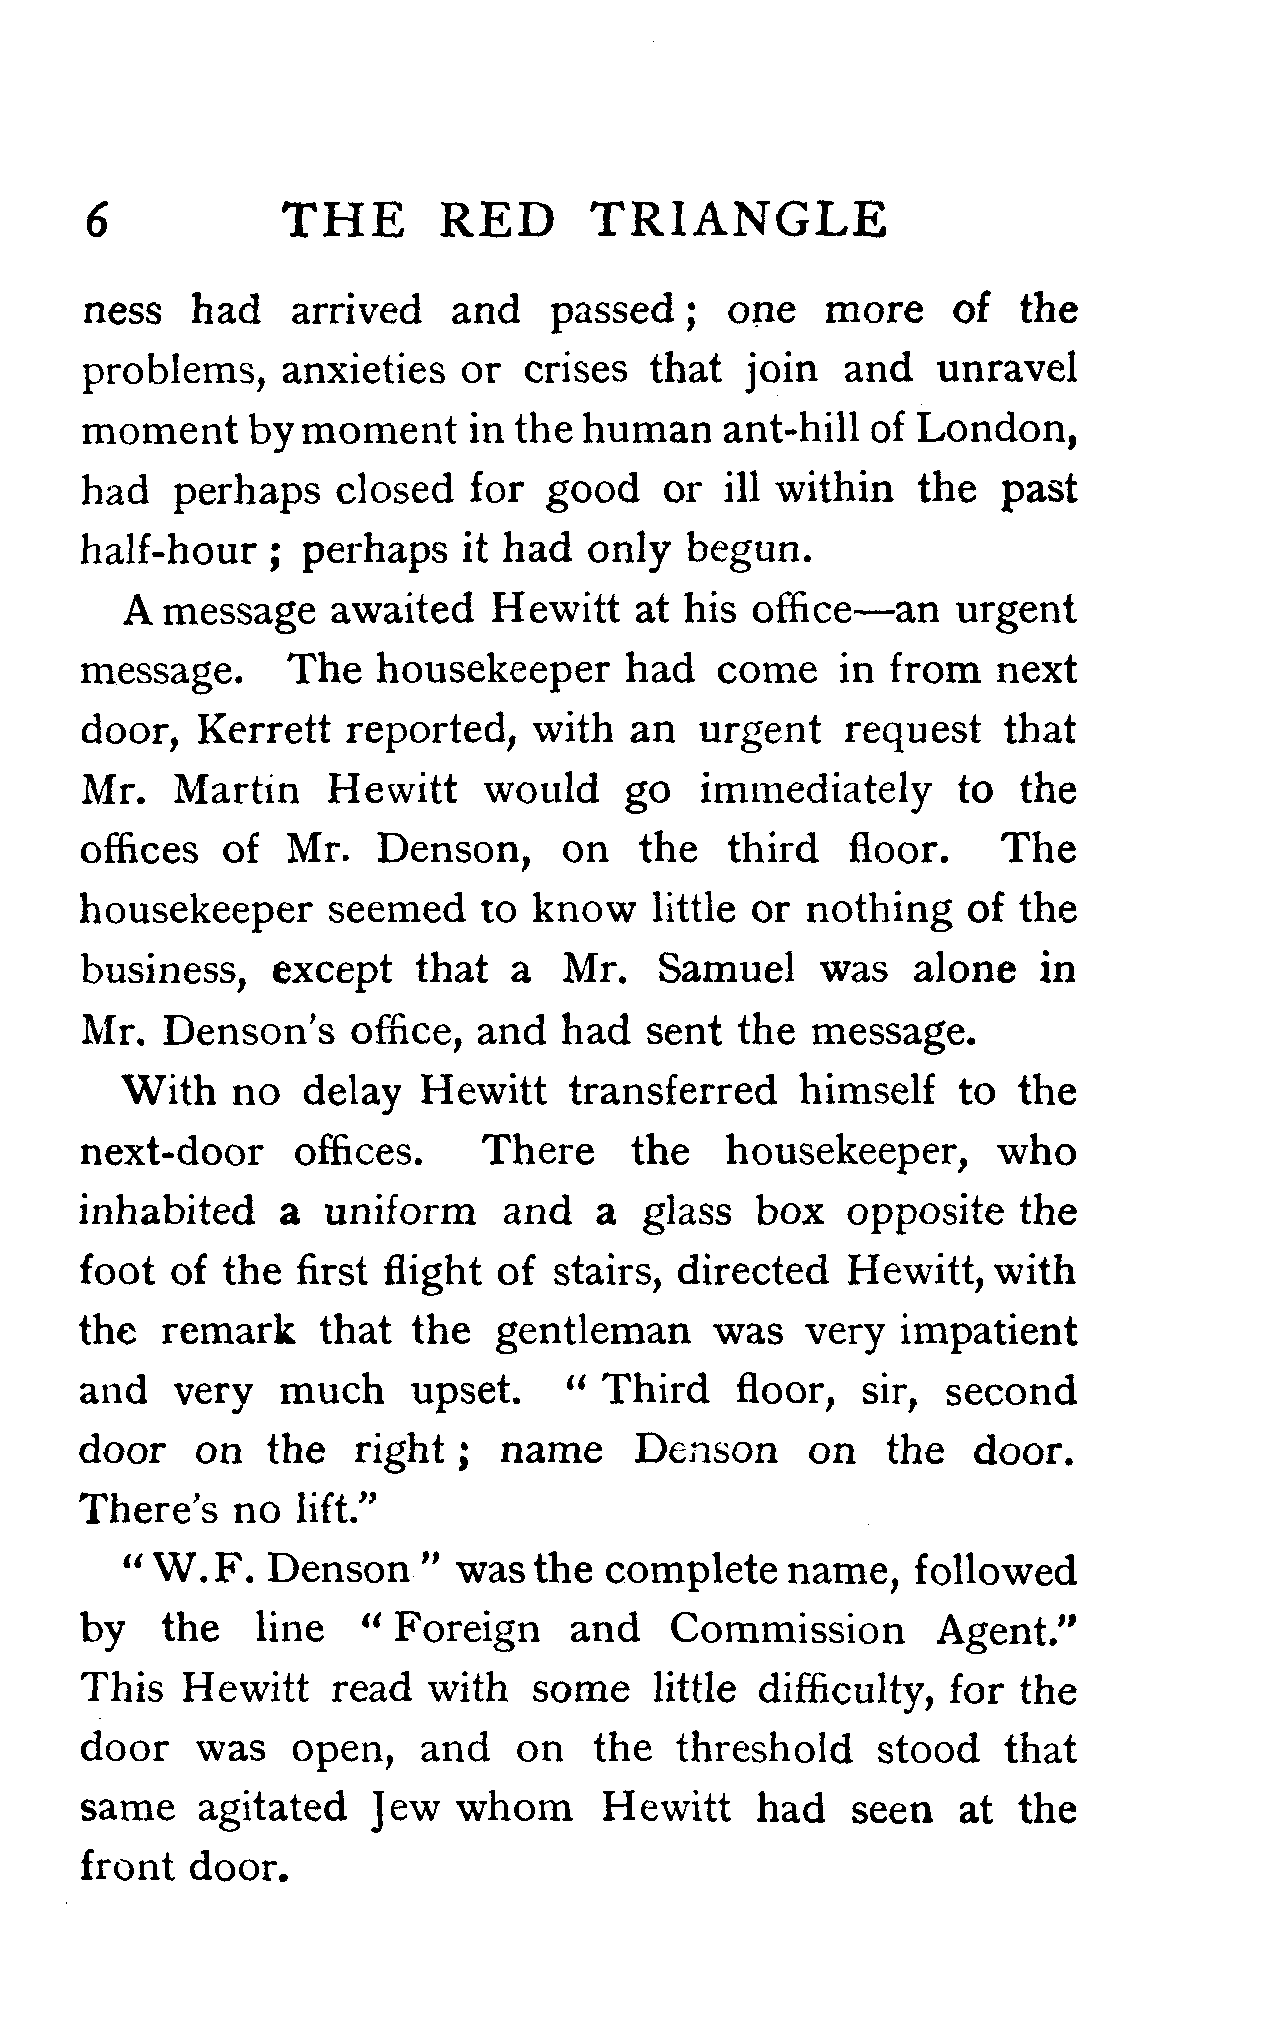 6 THE RED TRIANGLE
ness had arrived and passed ; one more of the
problems, anxieties or crises that join and unravel
moment by moment in the human ant-hill of London,
had perhaps closed for good or ill within the past
half-hour ; perhaps it had only begun.
A message awaited Hewitt at his office—an urgent
message. The housekeeper had come in from next
door, Kerrett reported, with an urgent request that
Mr. Martin Hewitt would go immediately to the
offices of Mr. Denson, on the third floor. The
housekeeper seemed to know little or nothing of the
business, except that a Mr. Samuel was alone in
Mr. Denson's office, and had sent the message.
With no delay Hewitt transferred himself to the
next-door offices. There the housekeeper, who
inhabited a uniform and a glass box opposite the
foot of the first flight of stairs, directed Hewitt, with
the remark that the gentleman was very impatient
and very much upset. “ Third floor, sir, second
door on the right ; name Denson on the door.
There's no lift.”
“ W. F. Denson ” was the complete name, followed
by the line “ Foreign and Commission Agent.”
This Hewitt read with some little difficulty, for the
door was open, and on the threshold stood that
same agitated Jew whom Hewitt had seen at the
front door.